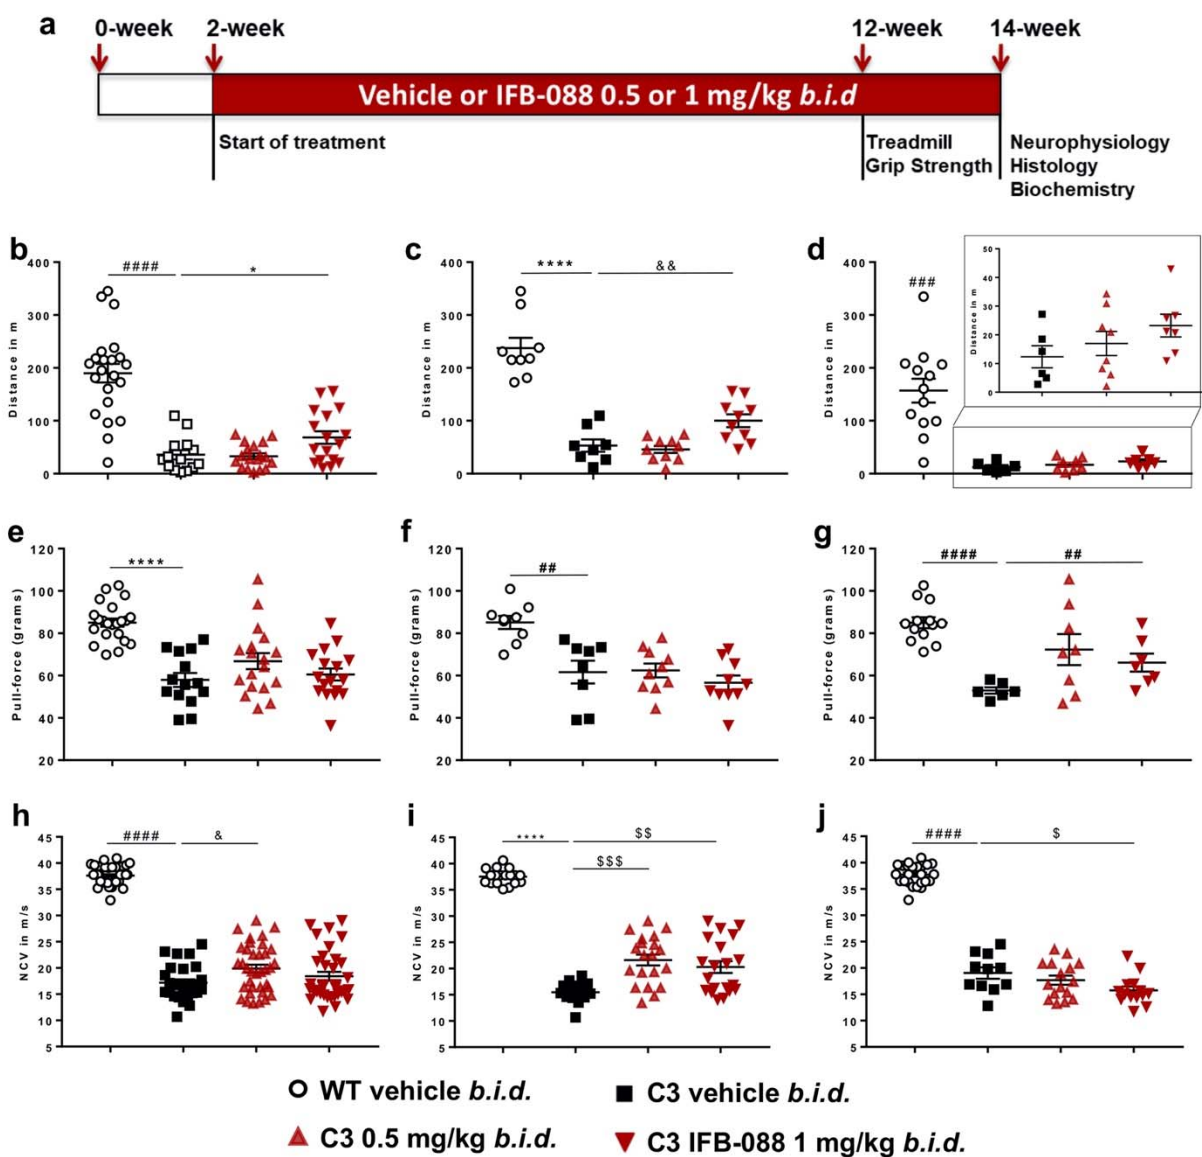 a
0-week 2-week 12-week 14-week
Vehicle or IFB-088 0.5 or 1 mg/kg b.i.d
Start of treatment
Treadmill
Grip Strength
Neurophysiology
Histology
Biochemistry
b
Distance in m
400
300
200
100
0
####
*
c
Distance in m
400
300
200
100
0
****
&&
d
Distance in m
400
300
200
100
0
###
Distance in m
50
40
30
20
10
0
e
Pull-force (grams)
120
100
80
60
40
20
****
f
Pull-force (grams)
120
100
80
60
40
20
##
g
Pull-force (grams)
120
100
80
60
40
20
####
##
h
NCV in m/s
45
40
35
30
25
20
15
10
5
####
&
i
NCV in m/s
45
40
35
30
25
20
15
10
5
****
$$
$$$
j
NCV in m/s
45
40
35
30
25
20
15
10
5
####
$
WT vehicle b.i.d. C3 vehicle b.i.d.
C3 0.5 mg/kg b.i.d. C3 IFB-088 1 mg/kg b.i.d.